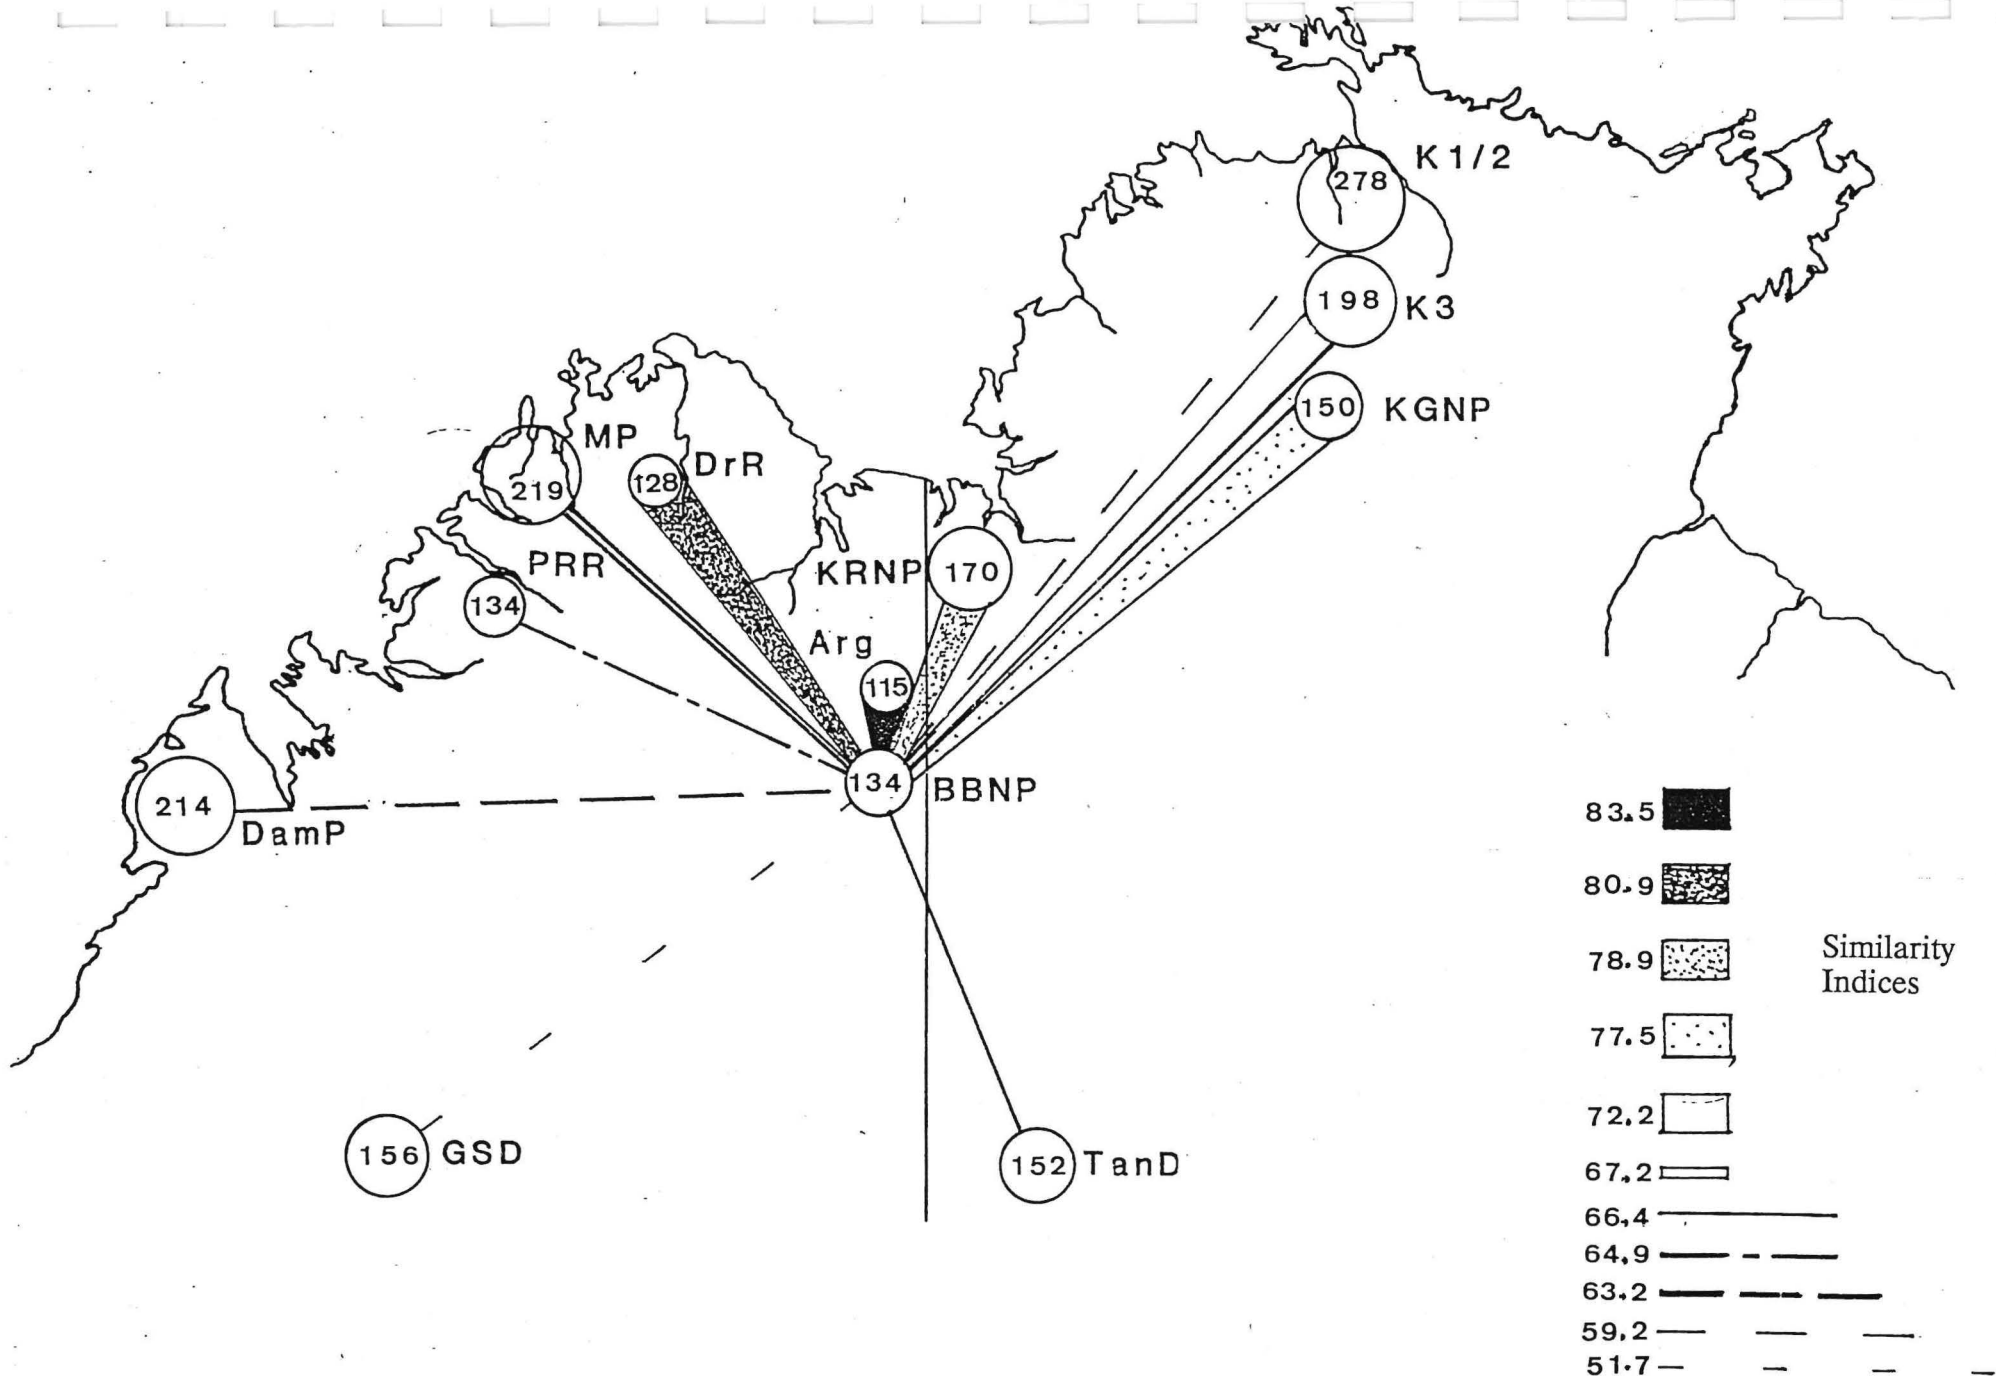 K1/2
278
198 K3
150 KGNP
MP
219
128 DrR
PRR
134
KRNP 170
Arg
115
134 BBNP
214
DamP
156 GSD
152 TanD
83.5
80.9
78.9
77.5
72.2
67.2
66.4
64.9
63.2
59.2
51.7
Similarity
Indices